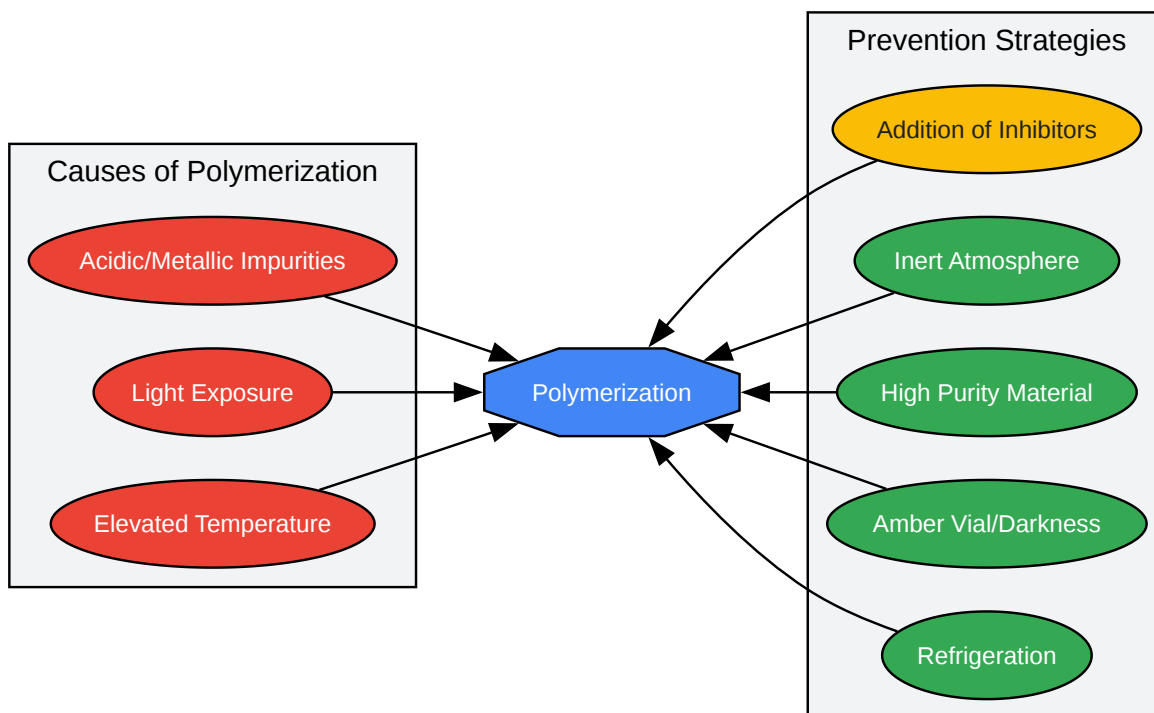 Causes of Polymerization
Acidic/Metallic Impurities
Light Exposure
Elevated Temperature
Polymerization
Prevention Strategies
Addition of Inhibitors
Inert Atmosphere
High Purity Material
Amber Vial/Darkness
Refrigeration